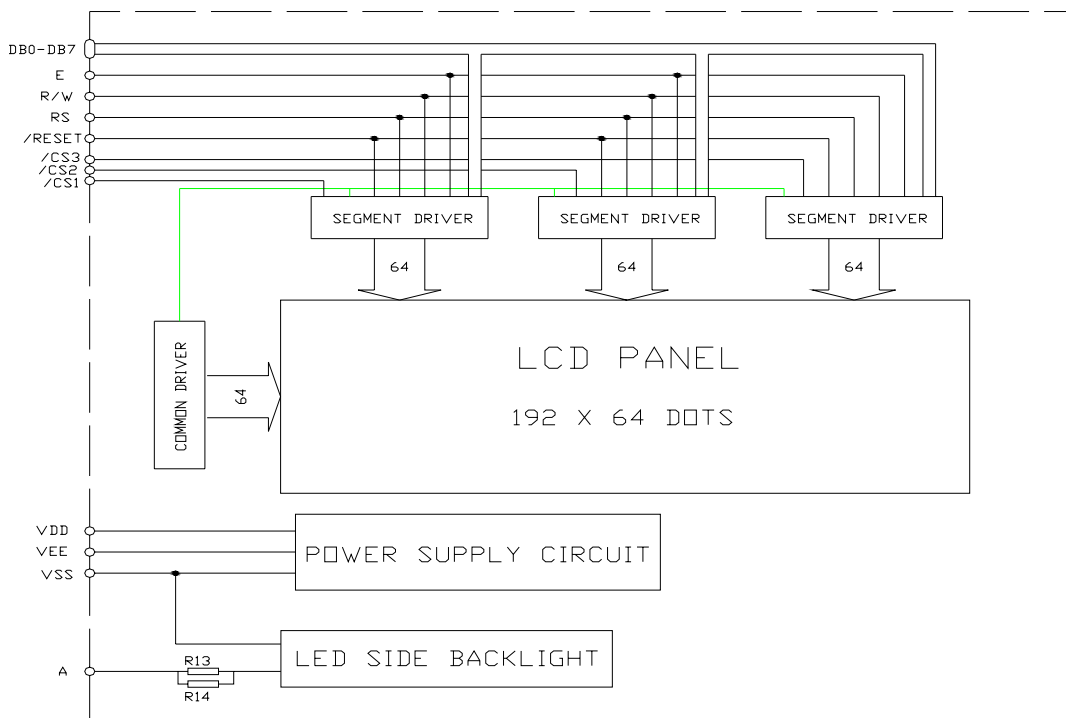 DB0-DB7
E
R/W
RS
/RESET
/CS3
/CS2
/CS1
SEGMENT DRIVER
SEGMENT DRIVER
SEGMENT DRIVER
64
64
64
COMMON DRIVER
64
LCD PANEL
192 X 64 DOTS
VDD
VEE
VSS
POWER SUPPLY CIRCUIT
A
R13
R14
LED SIDE BACKLIGHT